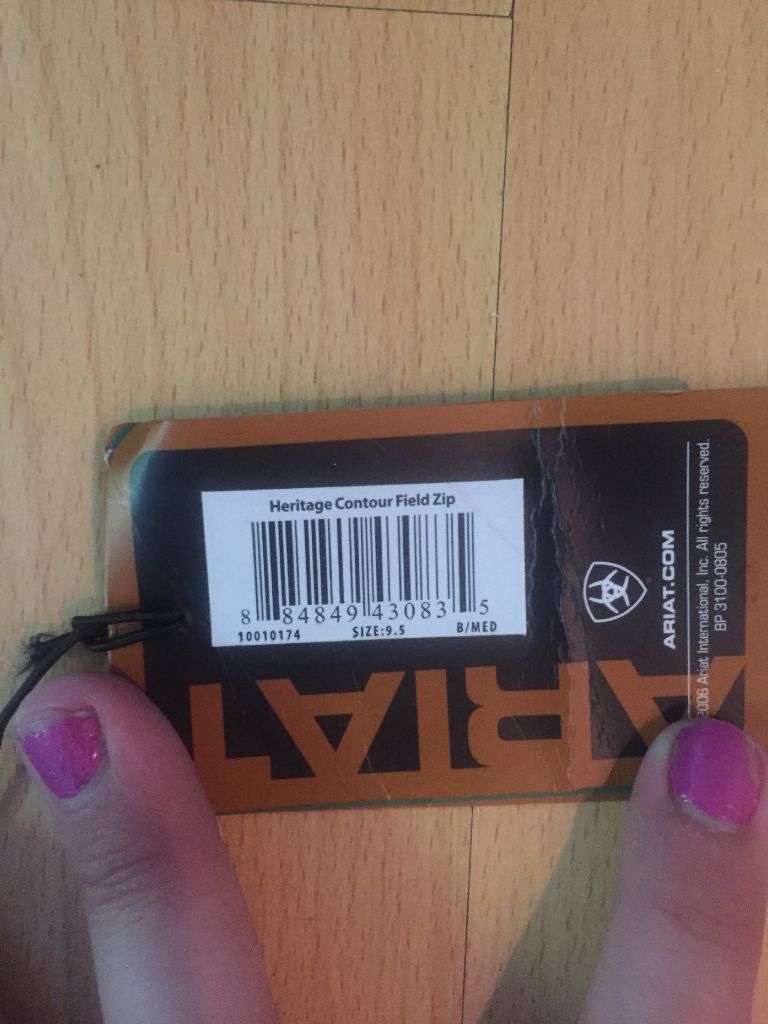 Heritage Contour Field Zip
8 84849 43083 5
10010174 SIZE:9.5 B/MED
ARIAT
ARIAT.COM
2006 Ariat International, Inc. All rights reserved.
BP 3100-0805